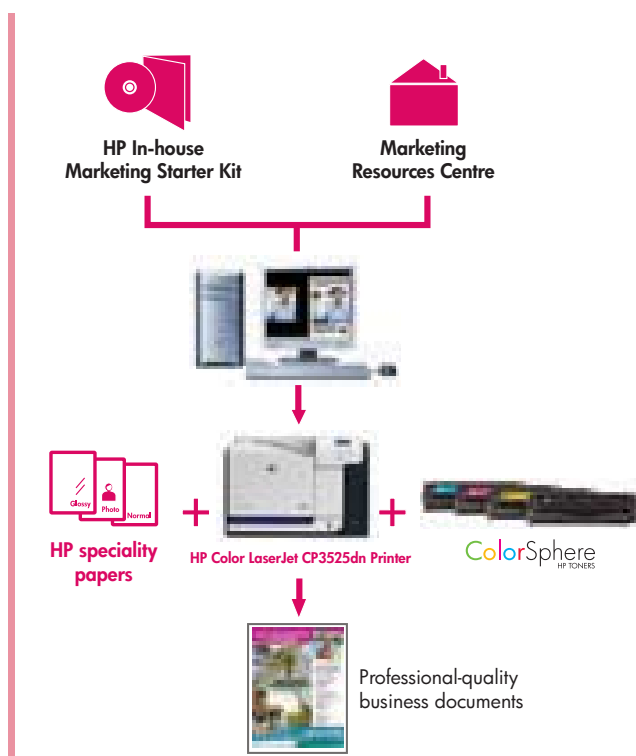 HP In-house
Marketing Starter Kit
Marketing
Resources Centre
Glossy
Photo
Normal
HP speciality
papers
HP Color LaserJet CP3525dn Printer
ColorSphere
HP TONERS
Professional-quality
business documents